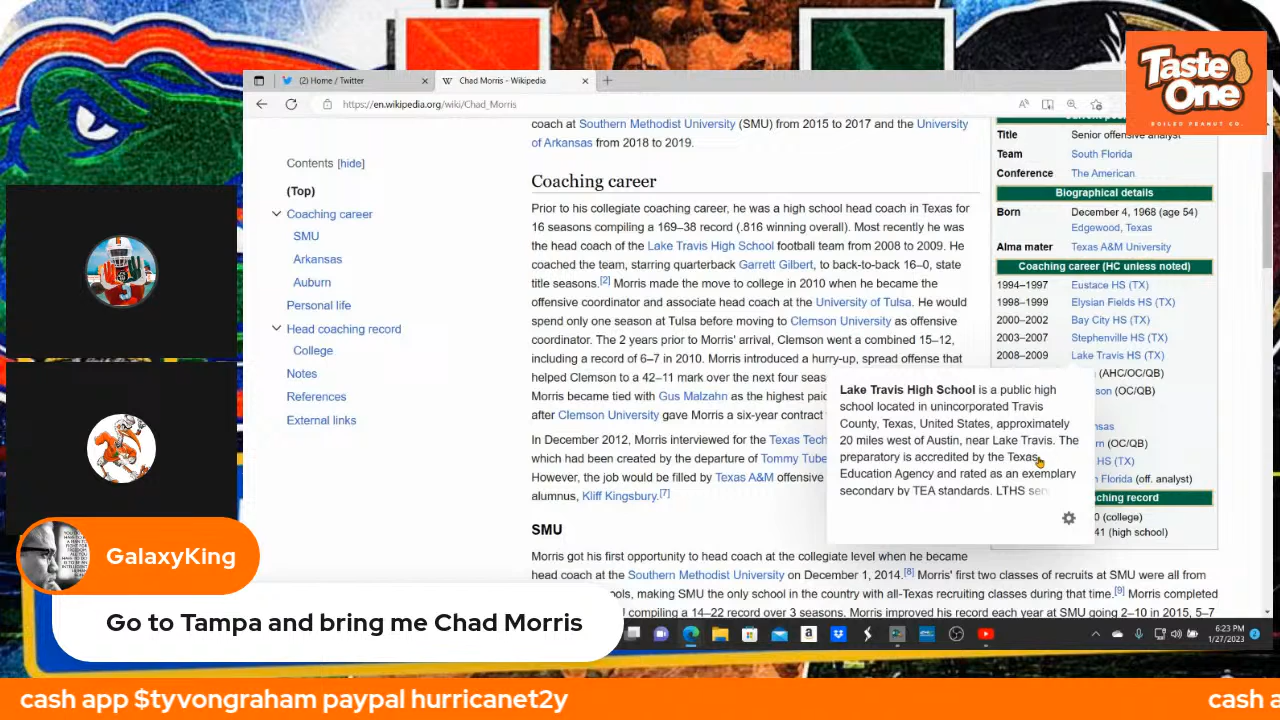 (2) Home / Twitter
Chad Morris - Wikipedia
https://en.wikipedia.org/wiki/Chad_Morris
Taste
One
BOILED PEANUT CO.
Contents [hide]
(Top)
Coaching career
SMU
Arkansas
Auburn
Personal life
Head coaching record
College
Notes
References
External links
coach at Southern Methodist University (SMU) from 2015 to 2017 and the University
of Arkansas from 2018 to 2019.
Coaching career
Prior to his collegiate coaching career, he was a high school head coach in Texas for
16 seasons compiling a 169–38 record (.816 winning overall). Most recently he was
the head coach of the Lake Travis High School football team from 2008 to 2009. He
coached the team, starring quarterback Garrett Gilbert, to back-to-back 16–0, state
title seasons.[2] Morris made the move to college in 2010 when he became the
offensive coordinator and associate head coach at the University of Tulsa. He would
spend only one season at Tulsa before moving to Clemson University as offensive
coordinator. The 2 years prior to Morris' arrival, Clemson went a combined 15–12,
including a record of 6–7 in 2010. Morris introduced a hurry-up, spread offense that
helped Clemson to a 42–11 mark over the next four seas
Morris became tied with Gus Malzahn as the highest paid
after Clemson University gave Morris a six-year contract
In December 2012, Morris interviewed for the Texas Tech
which had been created by the departure of Tommy Tube
However, the job would be filled by Texas A&M offensive
alumnus, Kliff Kingsbury.[7]
SMU
Morris got his first opportunity to head coach at the collegiate level when he became
head coach at the Southern Methodist University on December 1, 2014.[8] Morris' first two classes of recruits at SMU were all from
ols, making SMU the only school in the country with all-Texas recruiting classes during that time.[9] Morris completed
compiling a 14–22 record over 3 seasons. Morris improved his record each year at SMU going 2–10 in 2015, 5–7
Title Senior offensive analyst
Team South Florida
Conference The American
Biographical details
Born December 4, 1968 (age 54)
Edgewood, Texas
Alma mater Texas A&M University
Coaching career (HC unless noted)
1994–1997 Eustace HS (TX)
1998–1999 Elysian Fields HS (TX)
2000–2002 Bay City HS (TX)
2003–2007 Stephenville HS (TX)
2008–2009 Lake Travis HS (TX)
(AHC/OC/QB)
son (OC/QB)
nsas
rn (OC/QB)
HS (TX)
n Florida (off. analyst)
ching record
0 (college)
41 (high school)
Lake Travis High School is a public high
school located in unincorporated Travis
County, Texas, United States, approximately
20 miles west of Austin, near Lake Travis. The
preparatory is accredited by the Texas
Education Agency and rated as an exemplary
secondary by TEA standards. LTHS serv
GalaxyKing
Go to Tampa and bring me Chad Morris
6:23 PM
1/27/2023
cash app $tyvongraham paypal hurricanet2y
cash a